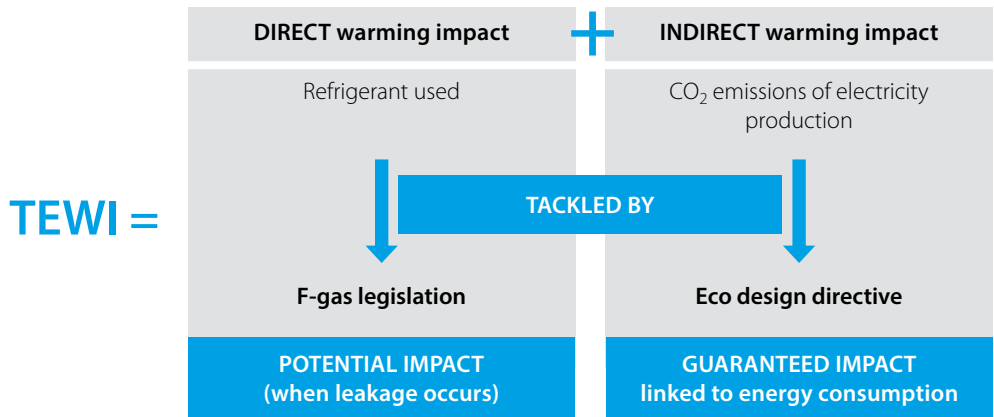 TEWI =
DIRECT warming impact
+
INDIRECT warming impact
Refrigerant used
CO₂ emissions of electricity
production
TACKLED BY
F-gas legislation
Eco design directive
POTENTIAL IMPACT
(when leakage occurs)
GUARANTEED IMPACT
linked to energy consumption